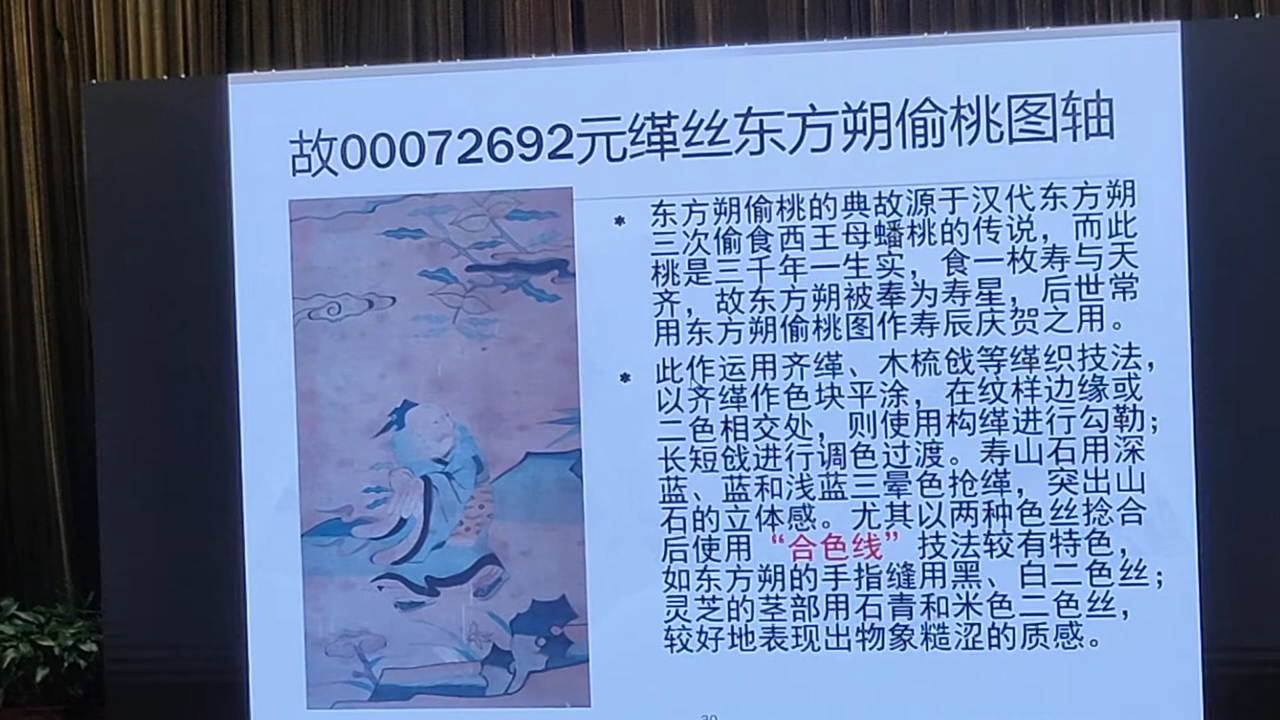 故00072692元缂丝东方朔偷桃图轴
* 东方朔偷桃的典故源于汉代东方朔
三次偷食西王母蟠桃的传说，而此
桃是三千年一生实，食一枚寿与天
齐，故东方朔被奉为寿星，后世常
用东方朔偷桃图作寿辰庆贺之用。
* 此作运用齐缂、木梳戗等缂织技法，
以齐缂作色块平涂，在纹样边缘或
二色相交处，则使用构缂进行勾勒；
长短戗进行调色过渡。寿山石用深
蓝、蓝和浅蓝三晕色抢缂，突出山
石的立体感。尤其以两种色丝捻合
后使用“合色线”技法较有特色，
如东方朔的手指缝用黑、白二色丝；
灵芝的茎部用石青和米色二色丝，
较好地表现出物象糙涩的质感。